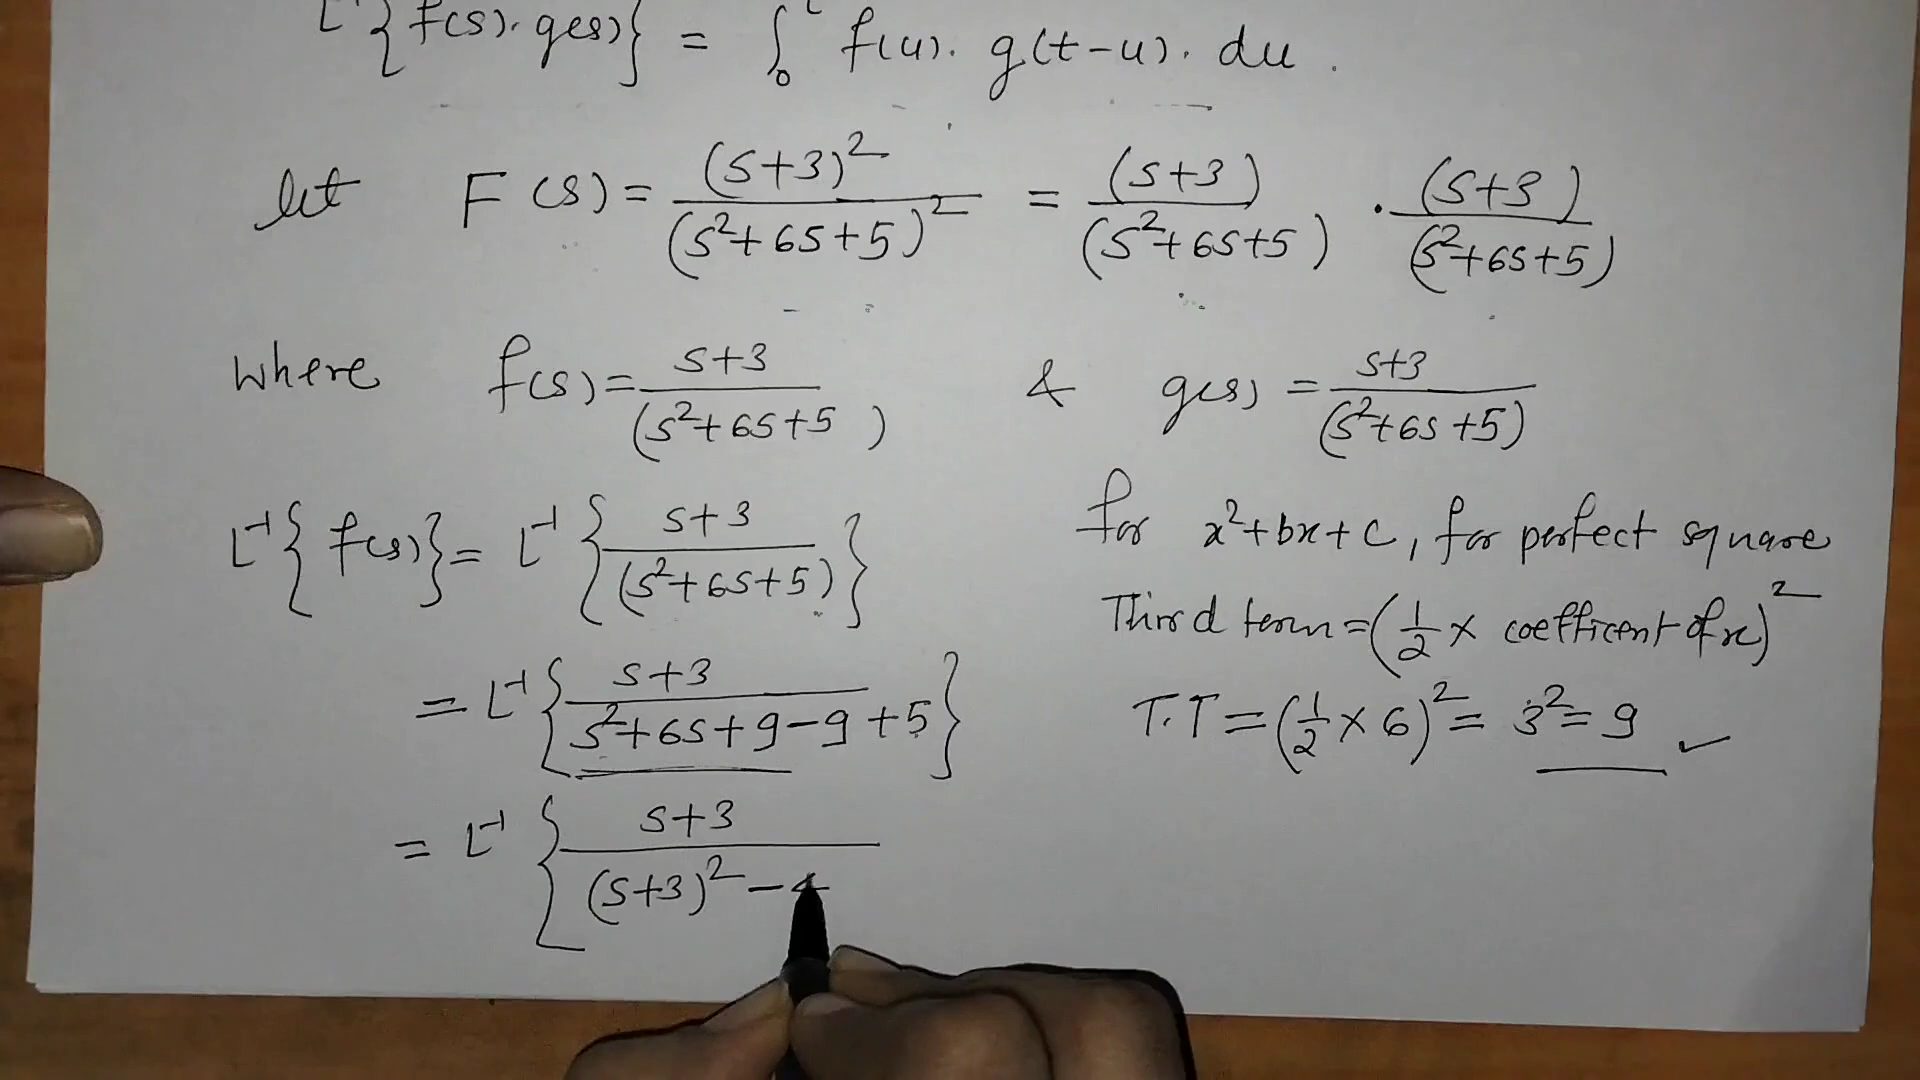 L⁻¹{f(s).g(s)} = ∫₀ᵗ f(u). g(t-u). du.
let F(s) = (s+3)²/(s²+6s+5)² = (s+3)/(s²+6s+5) . (s+3)/(s²+6s+5)
Where f(s) = s+3/(s²+6s+5) & g(s) = s+3/(s²+6s+5)
L⁻¹{f(s)} = L⁻¹{s+3/(s²+6s+5)}
= L⁻¹{s+3/s²+6s+9-9+5}
= L⁻¹{s+3/(s+3)²-4
for x²+bx+c, for perfect square
Third term = (1/2 × coefficent of x)²
T.T = (1/2 × 6)² = 3² = 9 ✓